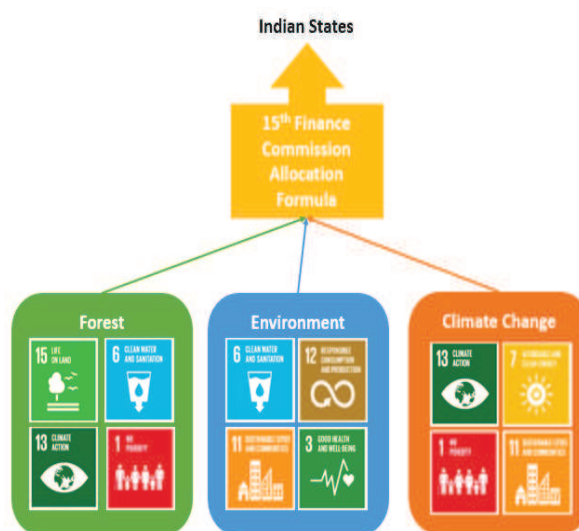 Indian States
15th Finance
Commission
Allocation
Formula
Forest
15 LIFE
ON LAND
6 CLEAN WATER
AND SANITATION
13 CLIMATE
ACTION
1 NO
POVERTY
Environment
6 CLEAN WATER
AND SANITATION
12 RESPONSIBLE
CONSUMPTION
AND PRODUCTION
11 SUSTAINABLE CITIES
AND COMMUNITIES
3 GOOD HEALTH
AND WELL-BEING
Climate Change
13 CLIMATE
ACTION
7 AFFORDABLE AND
CLEAN ENERGY
1 NO
POVERTY
11 SUSTAINABLE CITIES
AND COMMUNITIES